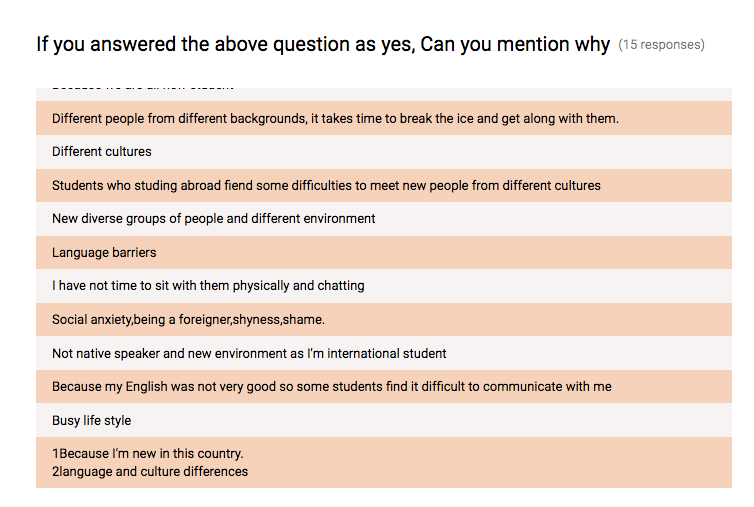 If you answered the above question as yes, Can you mention why (15 responses)
Different people from different backgrounds, it takes time to break the ice and get along with them.
Different cultures
Students who studing abroad fiend some difficulties to meet new people from different cultures
New diverse groups of people and different environment
Language barriers
I have not time to sit with them physically and chatting
Social anxiety,being a foreigner,shyness,shame.
Not native speaker and new environment as I'm international student
Because my English was not very good so some students find it difficult to communicate with me
Busy life style
1Because I'm new in this country.
2language and culture differences